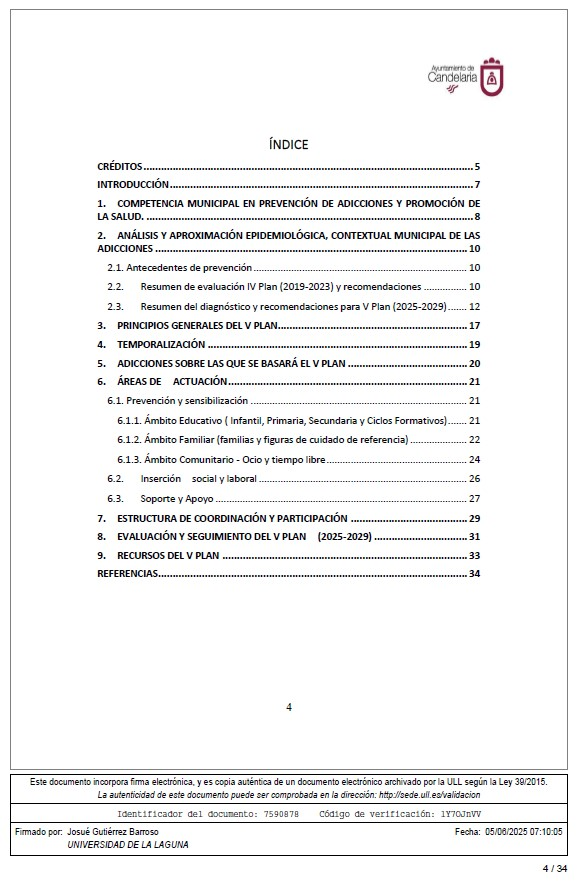 Ayuntamiento de
Candelaria
ÍNDICE
CRÉDITOS ........ 5
INTRODUCCIÓN ........ 7
1. COMPETENCIA MUNICIPAL EN PREVENCIÓN DE ADICCIONES Y PROMOCIÓN DE
LA SALUD. ........ 8
2. ANÁLISIS Y APROXIMACIÓN EPIDEMIOLÓGICA, CONTEXTUAL MUNICIPAL DE LAS
ADICCIONES ........ 10
2.1. Antecedentes de prevención ........ 10
2.2. Resumen de evaluación IV Plan (2019-2023) y recomendaciones ........ 10
2.3. Resumen del diagnóstico y recomendaciones para V Plan (2025-2029) ....... 12
3. PRINCIPIOS GENERALES DEL V PLAN ........ 17
4. TEMPORALIZACIÓN ........ 19
5. ADICCIONES SOBRE LAS QUE SE BASARÁ EL V PLAN ........ 20
6. ÁREAS DE ACTUACIÓN ........ 21
6.1. Prevención y sensibilización ........ 21
6.1.1. Ámbito Educativo ( Infantil, Primaria, Secundaria y Ciclos Formativos) ....... 21
6.1.2. Ámbito Familiar (familias y figuras de cuidado de referencia) ........ 22
6.1.3. Ámbito Comunitario - Ocio y tiempo libre ........ 24
6.2. Inserción social y laboral ........ 26
6.3. Soporte y Apoyo ........ 27
7. ESTRUCTURA DE COORDINACIÓN Y PARTICIPACIÓN ........ 29
8. EVALUACIÓN Y SEGUIMIENTO DEL V PLAN (2025-2029) ........ 31
9. RECURSOS DEL V PLAN ........ 33
REFERENCIAS ........ 34
4
Este documento incorpora firma electrónica, y es copia auténtica de un documento electrónico archivado por la ULL según la Ley 39/2015.
La autenticidad de este documento puede ser comprobada en la dirección: http://sede.ull.es/validacion
Identificador del documento: 7590878 Código de verificación: 1Y7OJnVV
Firmado por: Josué Gutiérrez Barroso Fecha: 05/06/2025 07:10:05
UNIVERSIDAD DE LA LAGUNA
4 / 34